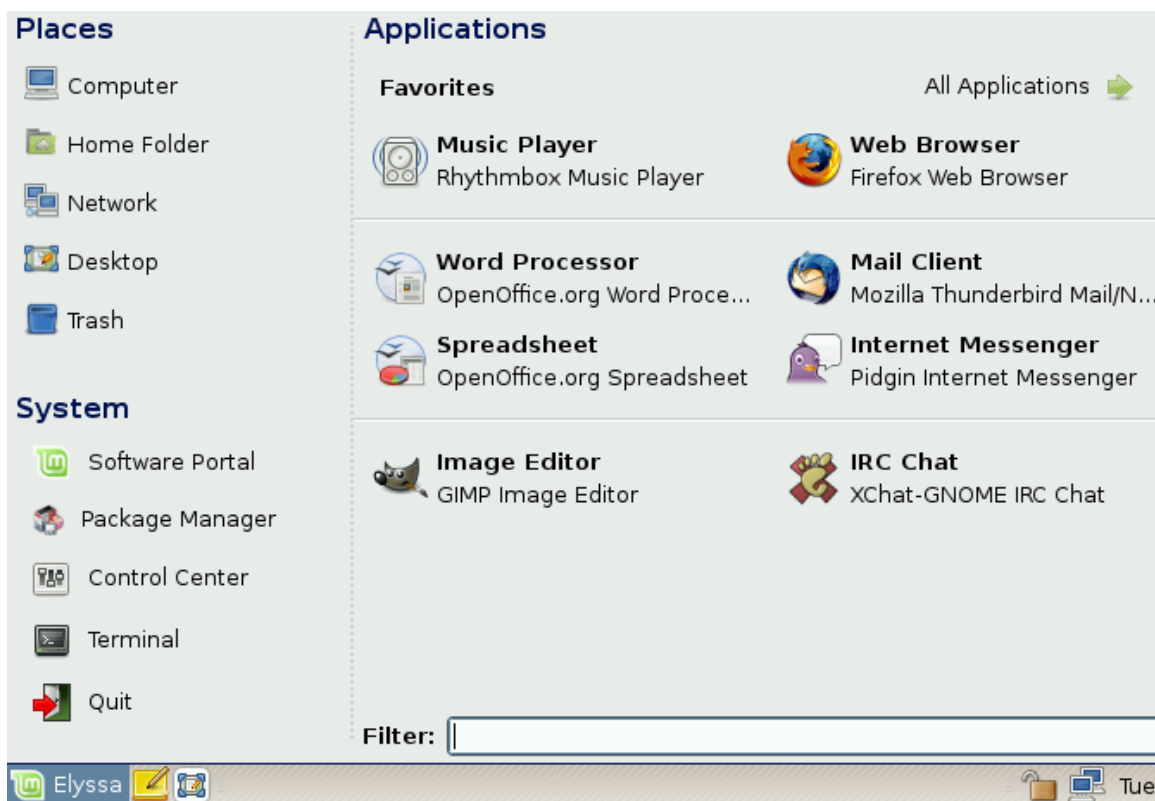 Places
Computer
Home Folder
Network
Desktop
Trash
System
Software Portal
Package Manager
Control Center
Terminal
Quit
Applications
Favorites
All Applications
Music Player
Rhythmbox Music Player
Web Browser
Firefox Web Browser
Word Processor
OpenOffice.org Word Proce...
Mail Client
Mozilla Thunderbird Mail/N...
Spreadsheet
OpenOffice.org Spreadsheet
Internet Messenger
Pidgin Internet Messenger
Image Editor
GIMP Image Editor
IRC Chat
XChat-GNOME IRC Chat
Filter:
Elyssa
Tue